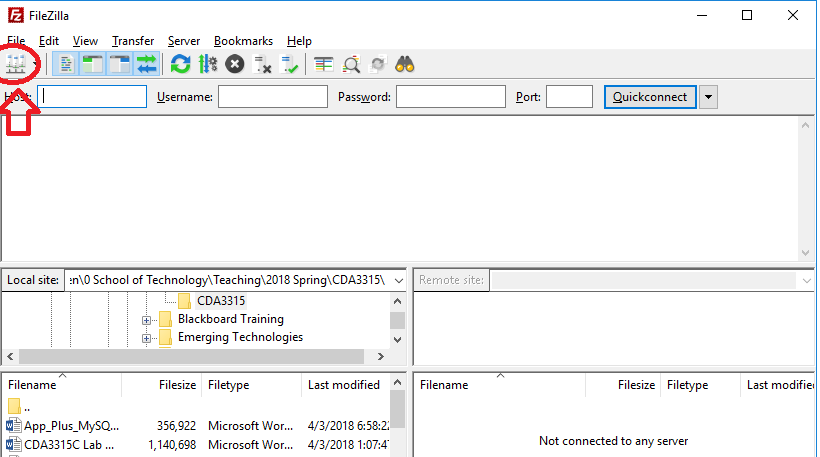 FileZilla
File Edit View Transfer Server Bookmarks Help
Host: Username: Password: Port: Quickconnect
Local site: en\0 School of Technology\Teaching\2018 Spring\CDA3315\ Remote site:
CDA3315
Blackboard Training
Emerging Technologies
Filename Filesize Filetype Last modified Filename Filesize Filetype Last modified
..
App_Plus_MySQ... 356,922 Microsoft Wor... 4/3/2018 6:58:22
CDA3315C Lab ... 1,140,698 Microsoft Wor... 4/3/2018 1:07:47
Not connected to any server